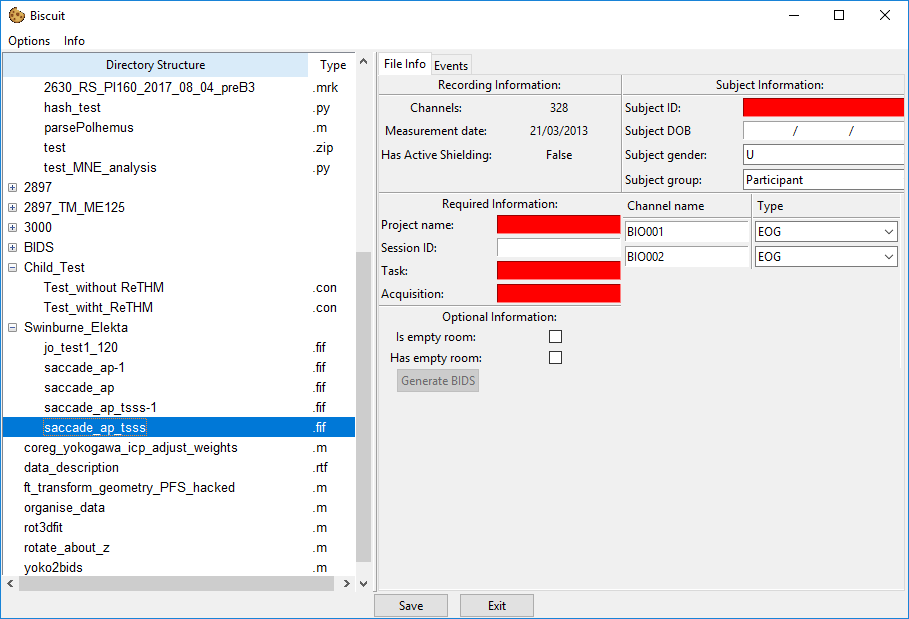 Biscuit
Options Info
Directory Structure Type
2630_RS_PI160_2017_08_04_preB3 .mrk
hash_test .py
parsePolhemus .m
test .zip
test_MNE_analysis .py
2897
2897_TM_ME125
3000
BIDS
Child_Test
Test_without ReTHM .con
Test_witht_ReTHM .con
Swinburne_Elekta
jo_test1_120 .fif
saccade_ap-1 .fif
saccade_ap .fif
saccade_ap_tsss-1 .fif
saccade_ap_tsss .fif
coreg_yokogawa_icp_adjust_weights .m
data_description .rtf
ft_transform_geometry_PFS_hacked .m
organise_data .m
rot3dfit .m
rotate_about_z .m
yoko2bids .m
File Info Events
Recording Information:
Channels: 328
Measurement date: 21/03/2013
Has Active Shielding: False
Subject Information:
Subject ID:
Subject DOB / /
Subject gender: U
Subject group: Participant
Required Information:
Project name:
Session ID:
Task:
Acquisition:
Channel name Type
BIO001 EOG
BIO002 EOG
Optional Information:
Is empty room:
Has empty room:
Generate BIDS
Save Exit